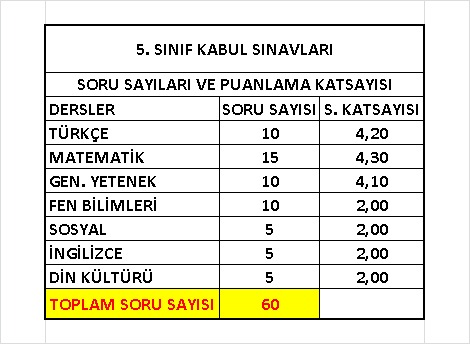 5. SINIF KABUL SINAVLARI
SORU SAYILARI VE PUANLAMA KATSAYISI
DERSLER SORU SAYISI S. KATSAYISI
TÜRKÇE 10 4,20
MATEMATİK 15 4,30
GEN. YETENEK 10 4,10
FEN BİLİMLERİ 10 2,00
SOSYAL 5 2,00
İNGİLİZCE 5 2,00
DİN KÜLTÜRÜ 5 2,00
TOPLAM SORU SAYISI 60